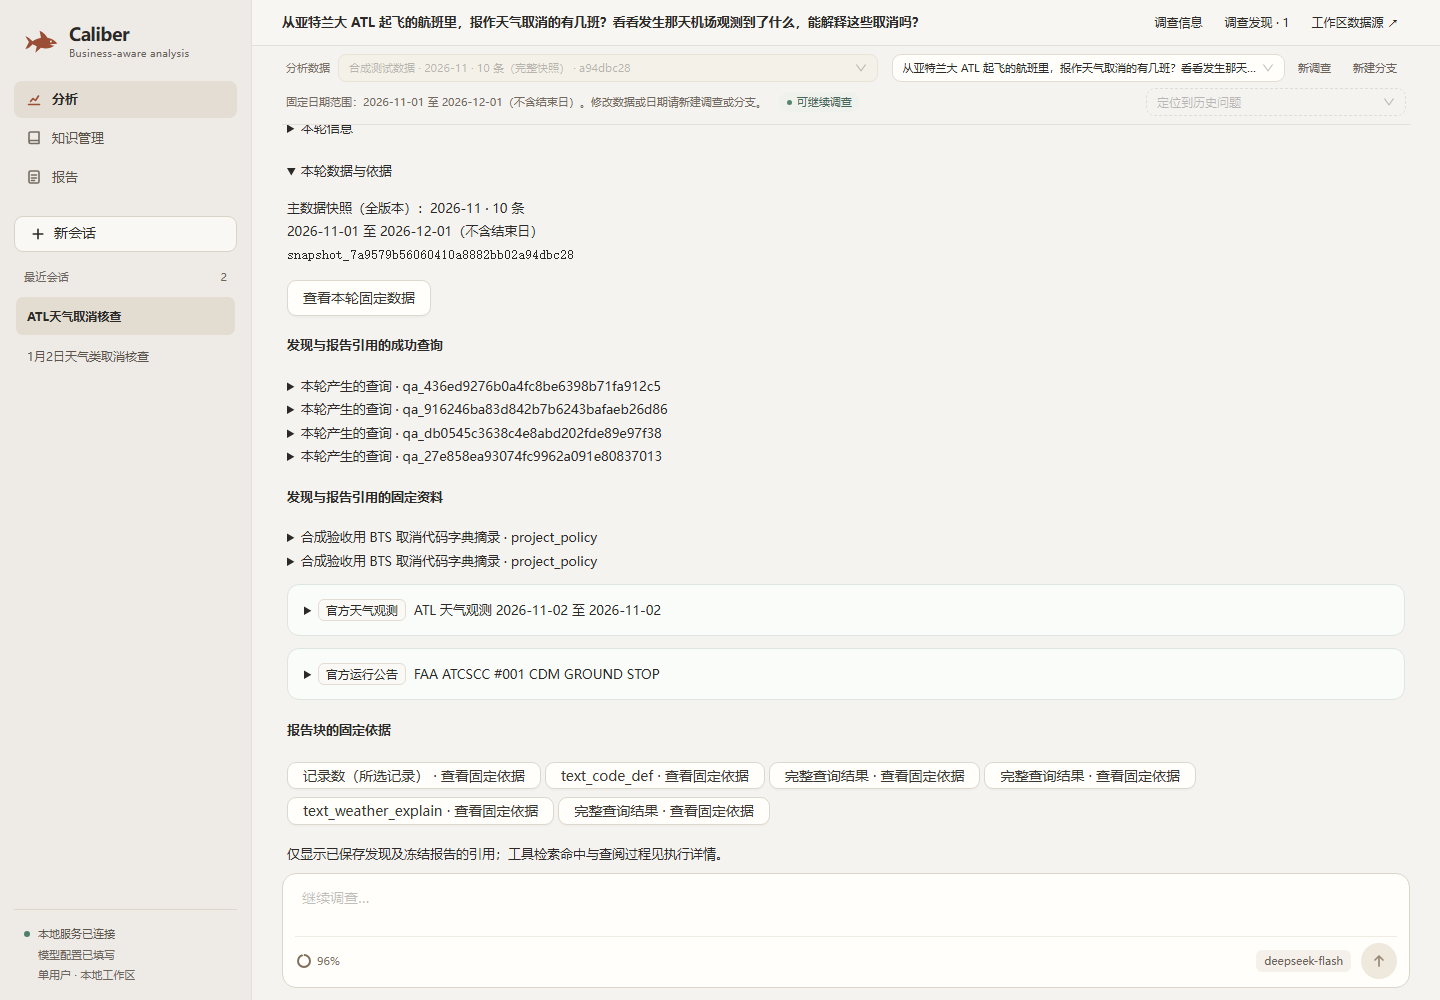 Caliber
Business-aware analysis
分析
知识管理
报告
新会话
最近会话 2
ATL天气取消核查
1月2日天气类取消核查
本地服务已连接
模型配置已填写
单用户 · 本地工作区
从亚特兰大 ATL 起飞的航班里，报作天气取消的有几班？看看发生那天机场观测到了什么，能解释这些取消吗？
调查信息 调查发现 · 1 工作区数据源 ↗
分析数据 合成测试数据 · 2026-11 · 10 条（完整快照） · a94dbc28 从亚特兰大 ATL 起飞的航班里，报作天气取消的有几班？看看发生那天... 新调查 新建分支
固定日期范围：2026-11-01 至 2026-12-01（不含结束日）。修改数据或日期请新建调查或分支。 可继续调查 定位到历史问题
本轮信息
本轮数据与依据
主数据快照（全版本）：2026-11 · 10 条
2026-11-01 至 2026-12-01（不含结束日）
snapshot_7a9579b56060410a8882bb02a94dbc28
查看本轮固定数据
发现与报告引用的成功查询
本轮产生的查询 · qa_436ed9276b0a4fc8be6398b71fa912c5
本轮产生的查询 · qa_916246ba83d842b7b6243bafaeb26d86
本轮产生的查询 · qa_db0545c3638c4e8abd202fde89e97f38
本轮产生的查询 · qa_27e858ea93074fc9962a091e80837013
发现与报告引用的固定资料
合成验收用 BTS 取消代码字典摘录 · project_policy
合成验收用 BTS 取消代码字典摘录 · project_policy
官方天气观测 ATL 天气观测 2026-11-02 至 2026-11-02
官方运行公告 FAA ATCSCC #001 CDM GROUND STOP
报告块的固定依据
记录数（所选记录） · 查看固定依据 text_code_def · 查看固定依据 完整查询结果 · 查看固定依据 完整查询结果 · 查看固定依据
text_weather_explain · 查看固定依据 完整查询结果 · 查看固定依据
仅显示已保存发现及冻结报告的引用；工具检索命中与查阅过程见执行详情。
继续调查...
96% deepseek-flash